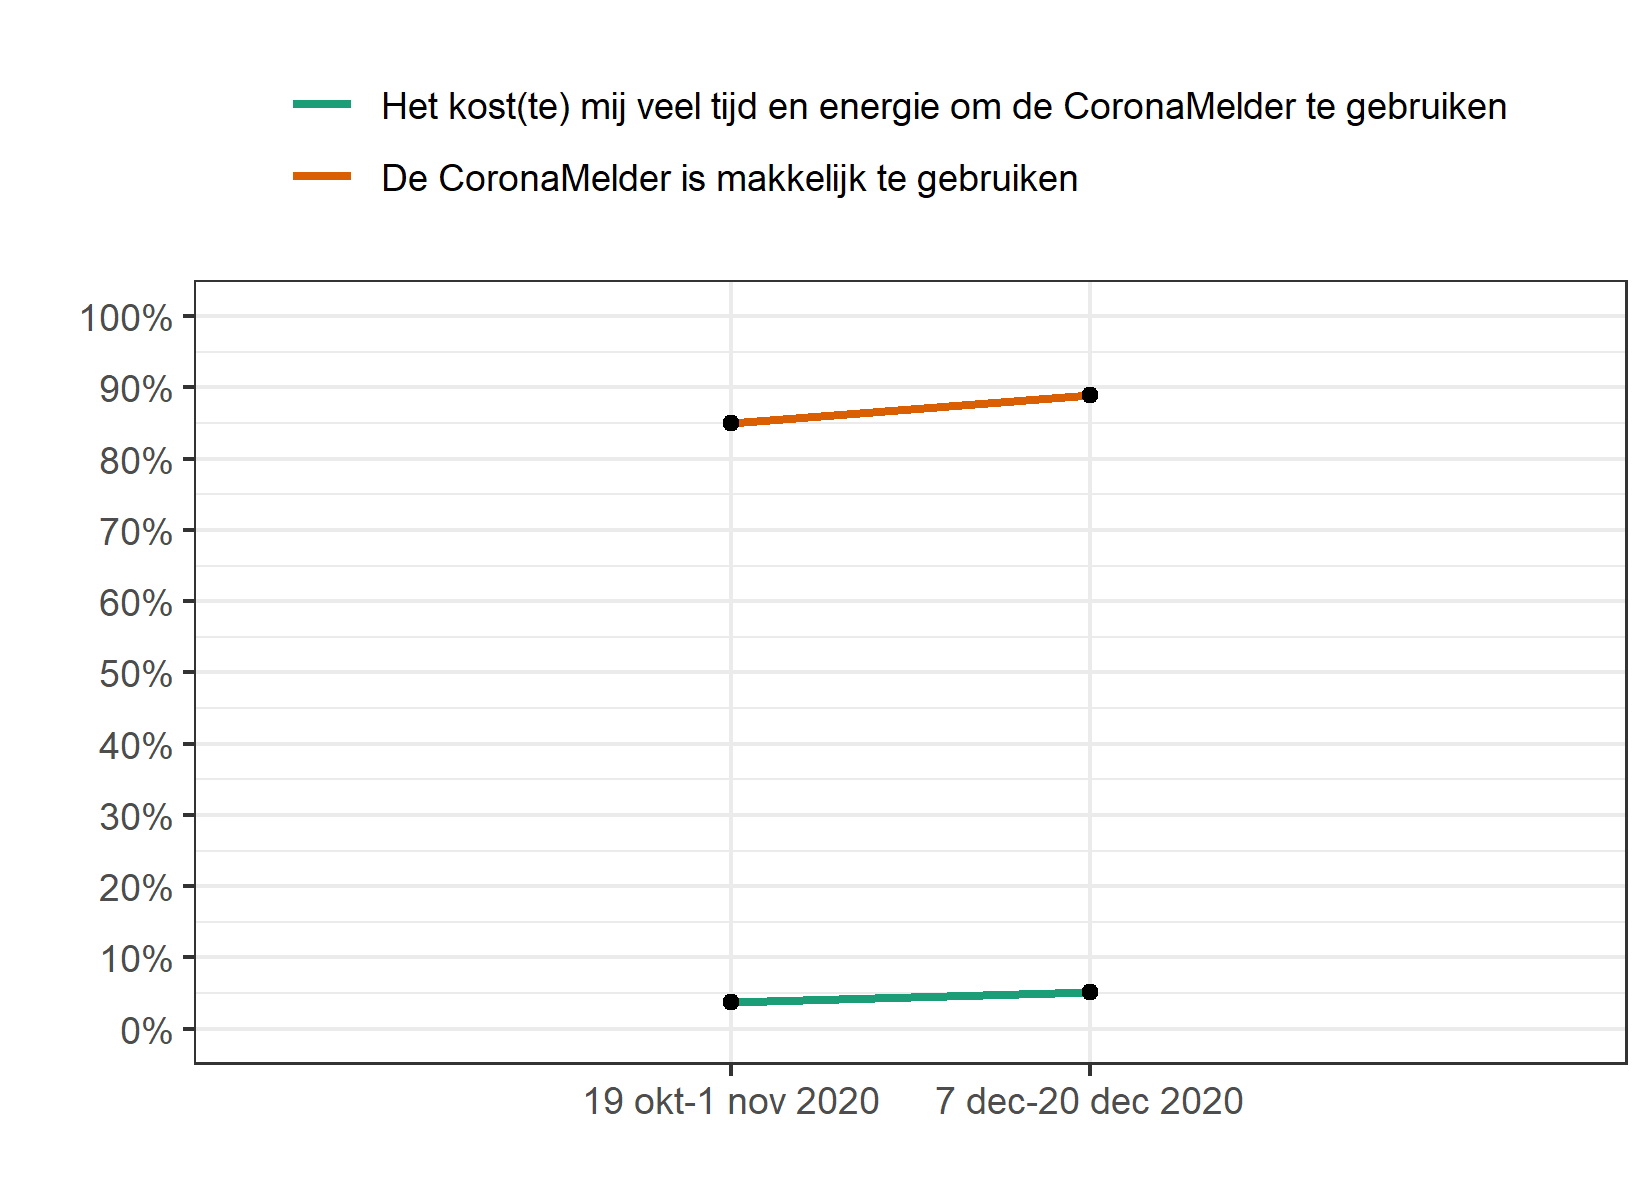 Het kost(te) mij veel tijd en energie om de CoronaMelder te gebruiken
De CoronaMelder is makkelijk te gebruiken
100%
90%
80%
70%
60%
50%
40%
30%
20%
10%
0%
19 okt-1 nov 2020
7 dec-20 dec 2020